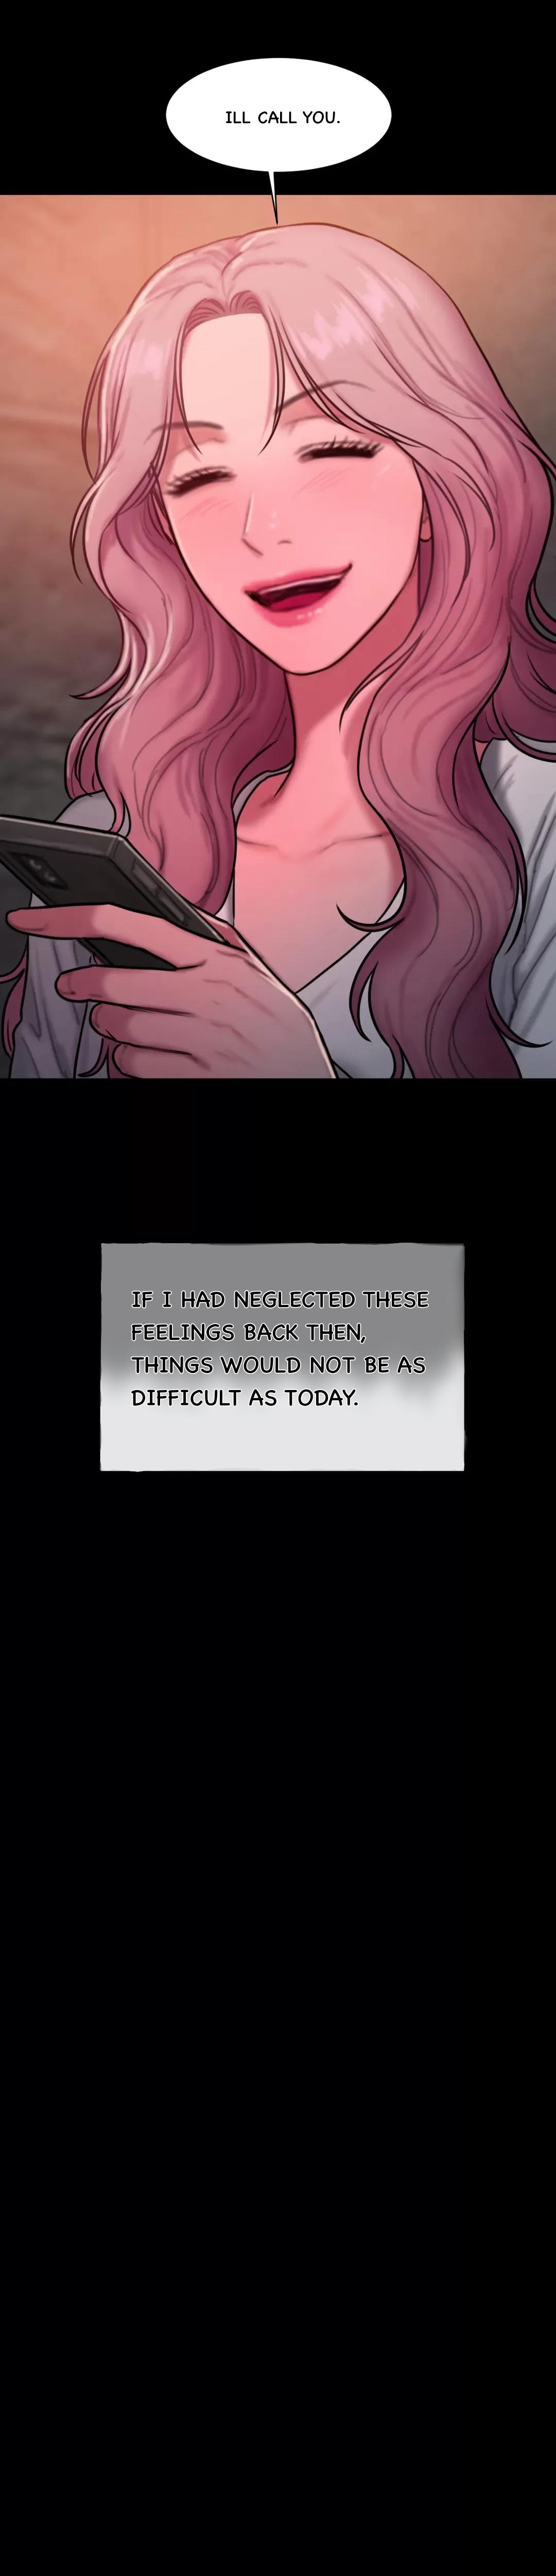 ILL CALL YOU.
IF I HAD NEGLECTED THESE
FEELINGS BACK THEN,
THINGS WOULD NOT BE AS
DIFFICULT AS TODAY.